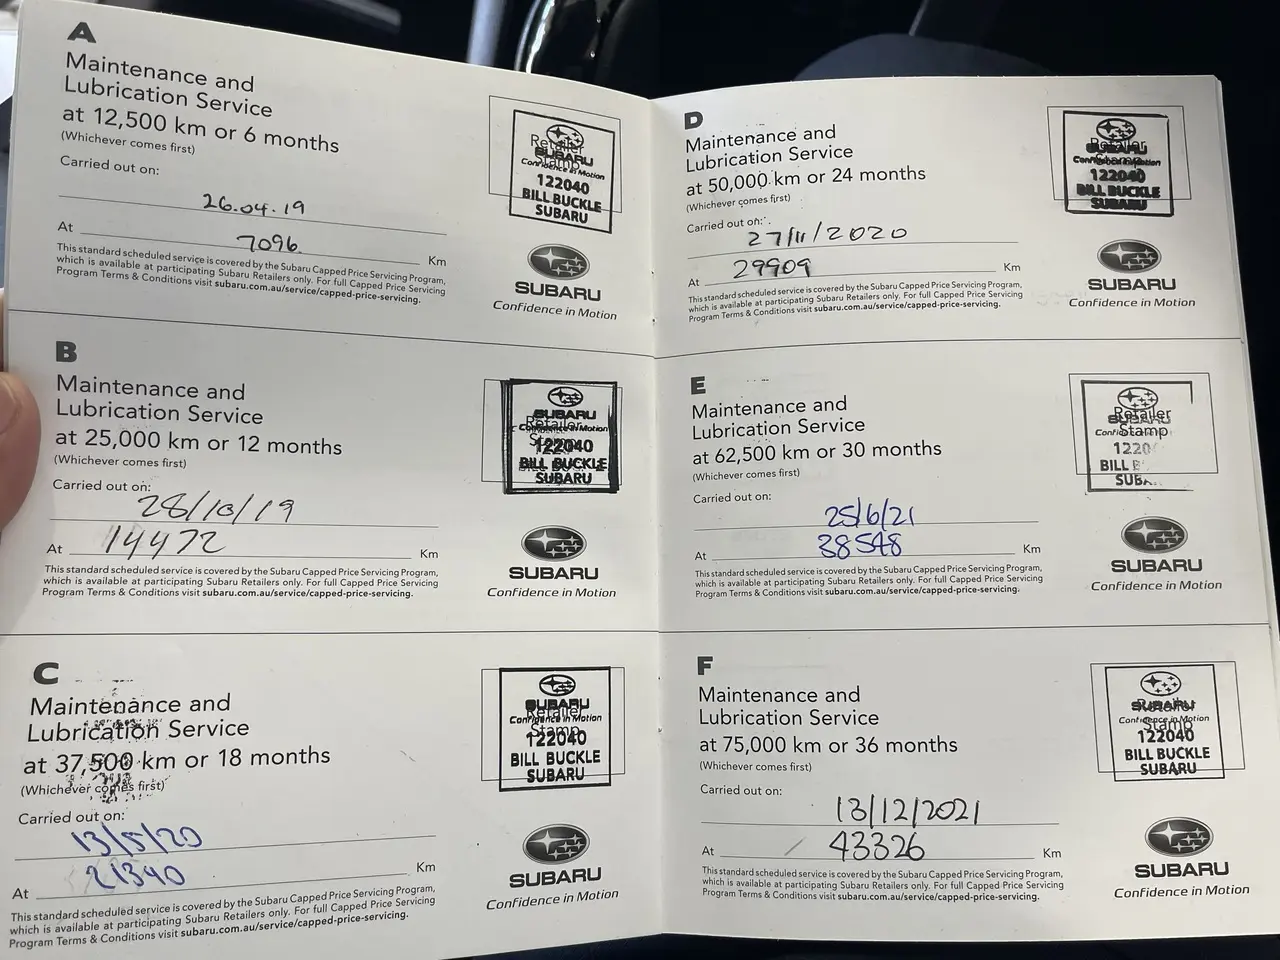 A
Maintenance and
Lubrication Service
at 12,500 km or 6 months
(Whichever comes first)
Carried out on:
26.04.19
At 7096 Km
This standard scheduled service is covered by the Subaru Capped Price Servicing Program,
which is available at participating Subaru Retailers only. For full Capped Price Servicing
Program Terms & Conditions visit subaru.com.au/service/capped-price-servicing.
Retailer
Stamp
SUBARU
Confidence in Motion
122040
BILL BUCKLE
SUBARU
SUBARU
Confidence in Motion
B
Maintenance and
Lubrication Service
at 25,000 km or 12 months
(Whichever comes first)
Carried out on:
28/10/19
At 14472 Km
This standard scheduled service is covered by the Subaru Capped Price Servicing Program,
which is available at participating Subaru Retailers only. For full Capped Price Servicing
Program Terms & Conditions visit subaru.com.au/service/capped-price-servicing.
Retailer
SUBARU
Confidence in Motion
122040
BILL BUCKLE
SUBARU
SUBARU
Confidence in Motion
C
Maintenance and
Lubrication Service
at 37,500 km or 18 months
(Whichever comes first)
Carried out on:
13/5/20
At 21340 Km
This standard scheduled service is covered by the Subaru Capped Price Servicing Program,
which is available at participating Subaru Retailers only. For full Capped Price Servicing
Program Terms & Conditions visit subaru.com.au/service/capped-price-servicing.
Retailer
Stamp
SUBARU
Confidence in Motion
122040
BILL BUCKLE
SUBARU
SUBARU
Confidence in Motion
D
Maintenance and
Lubrication Service
at 50,000 km or 24 months
(Whichever comes first)
Carried out on:
27/11/2020
At 29909 Km
This standard scheduled service is covered by the Subaru Capped Price Servicing Program,
which is available at participating Subaru Retailers only. For full Capped Price Servicing
Program Terms & Conditions visit subaru.com.au/service/capped-price-servicing.
Retailer
SUBARU
Confidence in Motion
122040
BILL BUCKLE
SUBARU
SUBARU
Confidence in Motion
E
Maintenance and
Lubrication Service
at 62,500 km or 30 months
(Whichever comes first)
Carried out on:
25/6/21
At 38548 Km
This standard scheduled service is covered by the Subaru Capped Price Servicing Program,
which is available at participating Subaru Retailers only. For full Capped Price Servicing
Program Terms & Conditions visit subaru.com.au/service/capped-price-servicing.
Retailer
Stamp
SUBARU
BILL
SUBARU
Confidence in Motion
F
Maintenance and
Lubrication Service
at 75,000 km or 36 months
(Whichever comes first)
Carried out on:
13/12/2021
At 43326 Km
This standard scheduled service is covered by the Subaru Capped Price Servicing Program,
which is available at participating Subaru Retailers only. For full Capped Price Servicing
Program Terms & Conditions visit subaru.com.au/service/capped-price-servicing.
Retailer
Stamp
SUBARU
Confidence in Motion
122040
BILL BUCKLE
SUBARU
SUBARU
Confidence in Motion